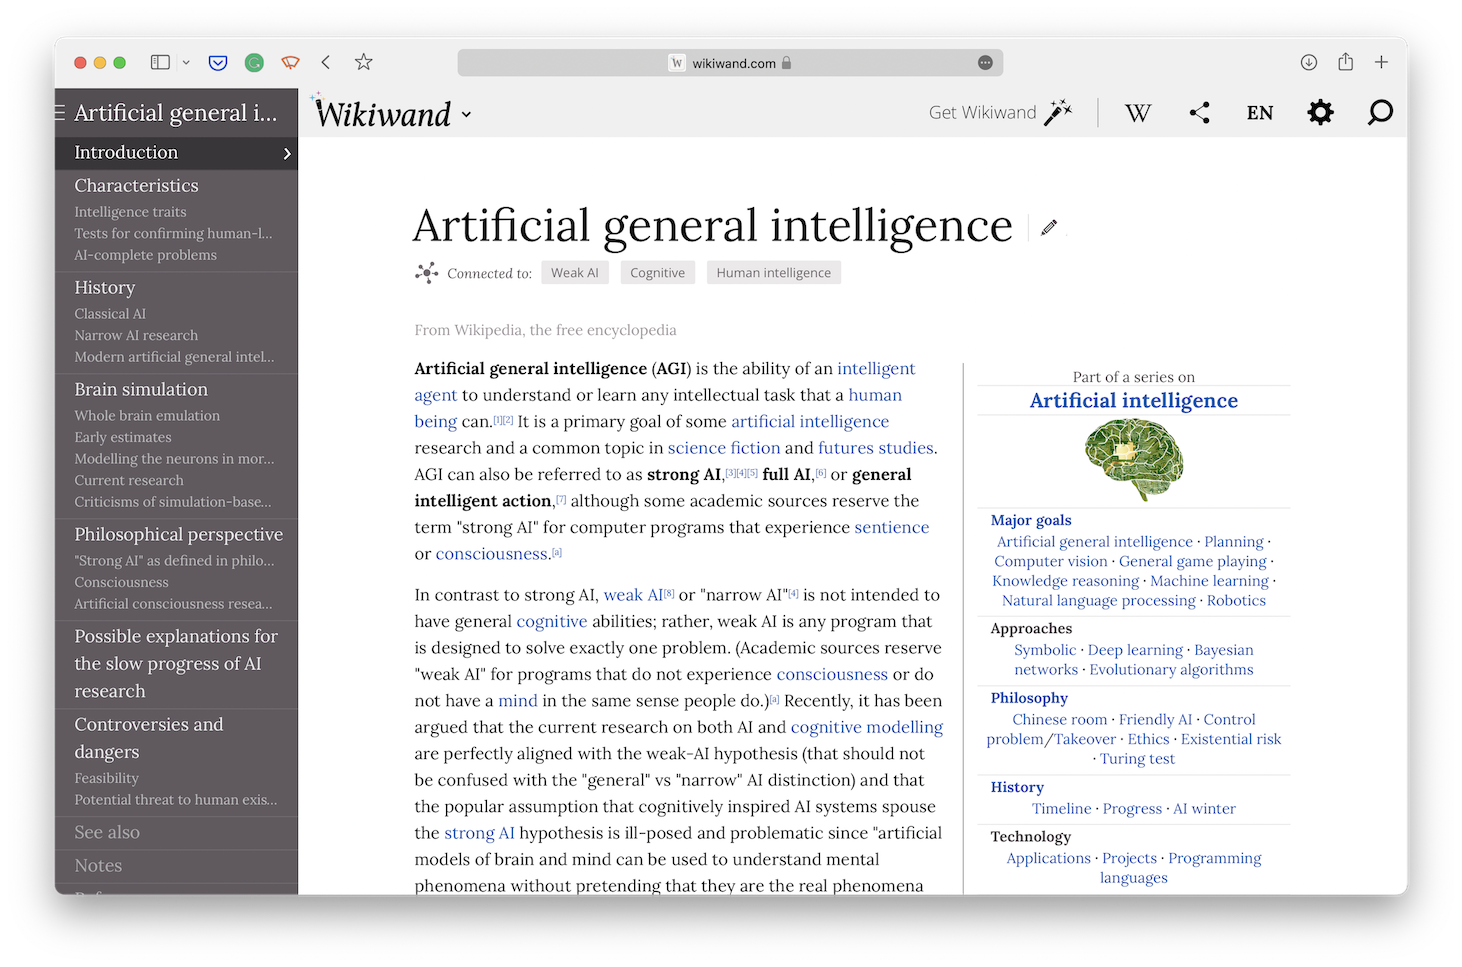 wikiwand.com
Artificial general i...
Introduction
Characteristics
Intelligence traits
Tests for confirming human-l...
AI-complete problems
History
Classical AI
Narrow AI research
Modern artificial general intel...
Brain simulation
Whole brain emulation
Early estimates
Modelling the neurons in mor...
Current research
Criticisms of simulation-base...
Philosophical perspective
"Strong AI" as defined in philo...
Consciousness
Artificial consciousness resea...
Possible explanations for
the slow progress of AI
research
Controversies and
dangers
Feasibility
Potential threat to human exis...
See also
Notes
Wikiwand
Get Wikiwand
W
EN
Artificial general intelligence
Connected to: Weak AI Cognitive Human intelligence
From Wikipedia, the free encyclopedia
Artificial general intelligence (AGI) is the ability of an intelligent
agent to understand or learn any intellectual task that a human
being can.[1][2] It is a primary goal of some artificial intelligence
research and a common topic in science fiction and futures studies.
AGI can also be referred to as strong AI,[3][4][5] full AI,[6] or general
intelligent action,[7] although some academic sources reserve the
term "strong AI" for computer programs that experience sentience
or consciousness.[a]
In contrast to strong AI, weak AI[8] or "narrow AI"[4] is not intended to
have general cognitive abilities; rather, weak AI is any program that
is designed to solve exactly one problem. (Academic sources reserve
"weak AI" for programs that do not experience consciousness or do
not have a mind in the same sense people do.)[a] Recently, it has been
argued that the current research on both AI and cognitive modelling
are perfectly aligned with the weak-AI hypothesis (that should not
be confused with the "general" vs "narrow" AI distinction) and that
the popular assumption that cognitively inspired AI systems spouse
the strong AI hypothesis is ill-posed and problematic since "artificial
models of brain and mind can be used to understand mental
phenomena without pretending that they are the real phenomena
Part of a series on
Artificial intelligence
Major goals
Artificial general intelligence · Planning ·
Computer vision · General game playing ·
Knowledge reasoning · Machine learning ·
Natural language processing · Robotics
Approaches
Symbolic · Deep learning · Bayesian
networks · Evolutionary algorithms
Philosophy
Chinese room · Friendly AI · Control
problem/Takeover · Ethics · Existential risk
· Turing test
History
Timeline · Progress · AI winter
Technology
Applications · Projects · Programming
languages